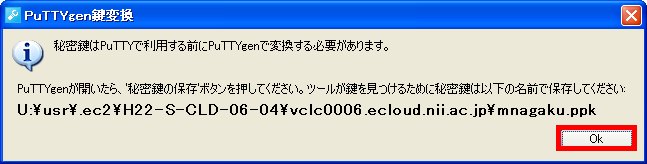 PuTTYgen鍵変換
秘密鍵はPuTTYで利用する前にPuTTYgenで変換する必要があります。
PuTTYgenが開いたら、'秘密鍵の保存'ボタンを押してください。ツールが鍵を見つけるために秘密鍵は以下の名前で保存してください:
U:¥usr¥.ec2¥H22-S-CLD-06-04¥vclc0006.ecloud.nii.ac.jp¥mnagaku.ppk
Ok